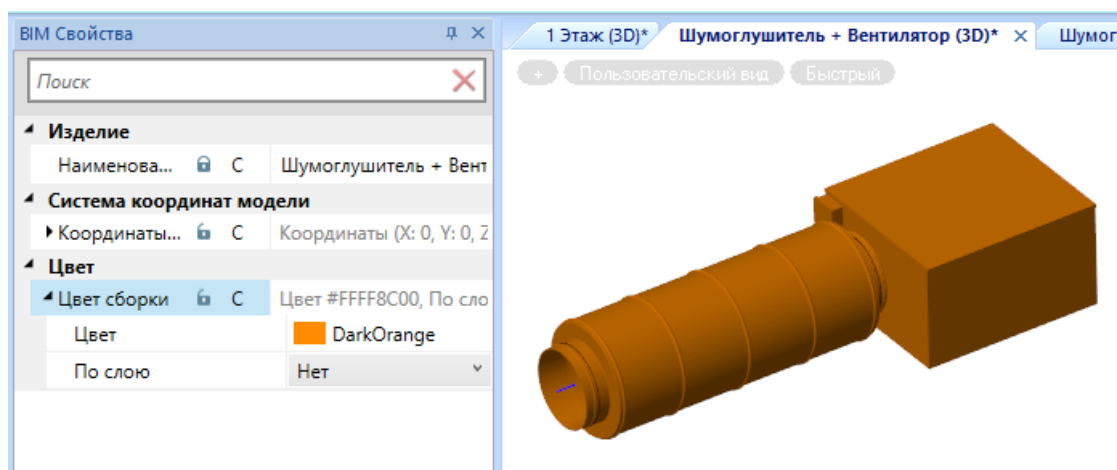 BIM Свойства
1 Этаж (3D)*
Шумоглушитель + Вентилятор (3D)*
Шумог
Поиск
+
Пользовательский вид
Быстрый
Изделие
Наименова... С Шумоглушитель + Вент
Система координат модели
Координаты... С Координаты (X: 0, Y: 0, Z
Цвет
Цвет сборки С Цвет #FFFF8C00, По сло
Цвет DarkOrange
По слою Нет